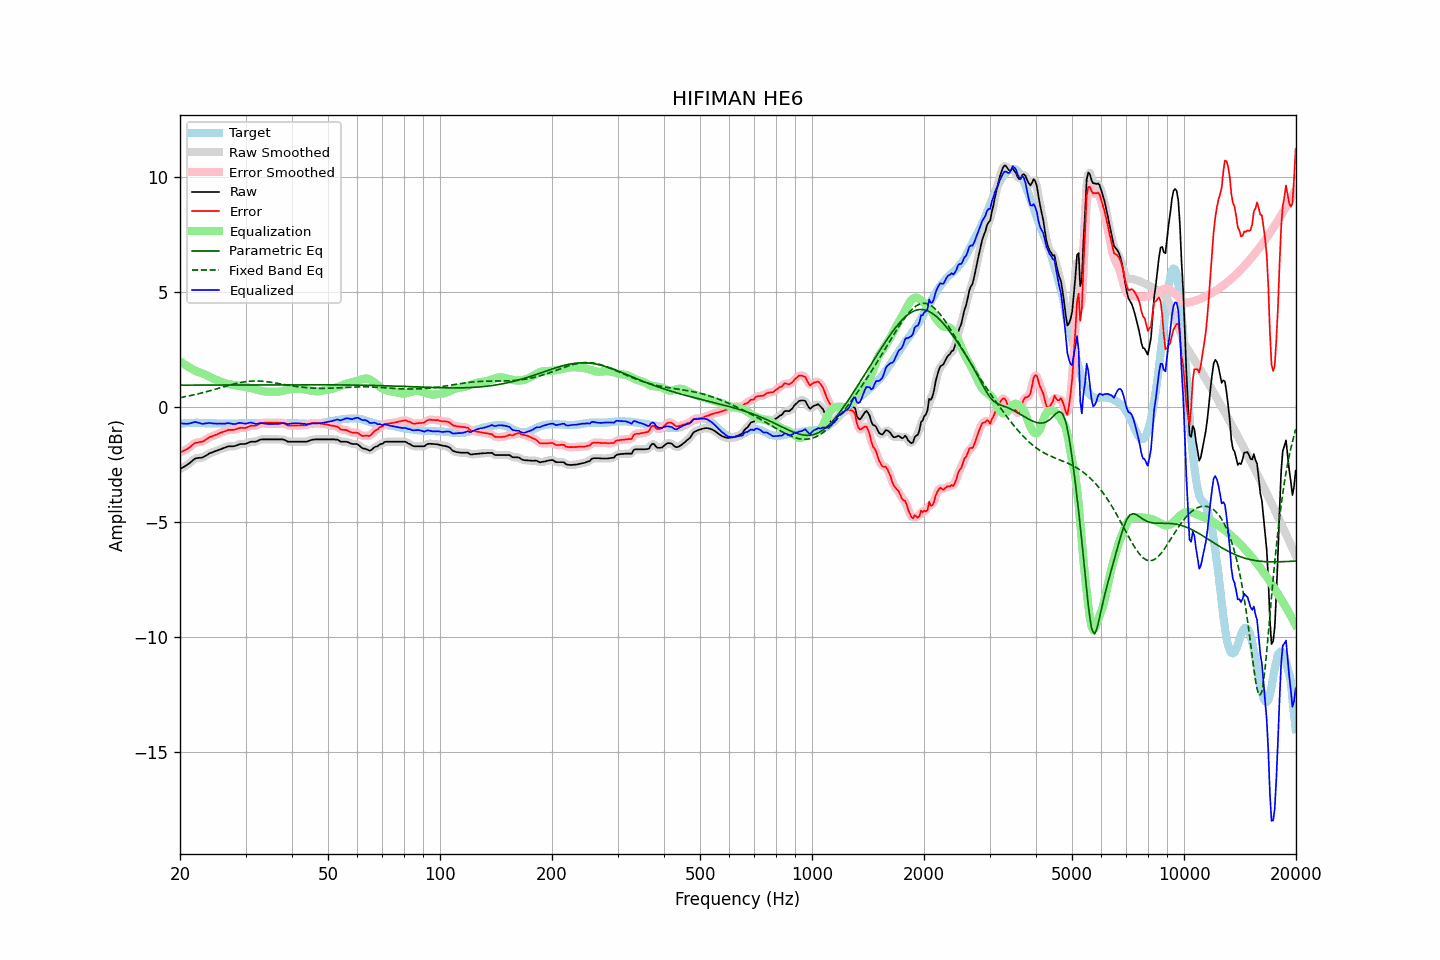 HIFIMAN HE6
Target
Raw Smoothed
Error Smoothed
Raw
Error
Equalization
Parametric Eq
Fixed Band Eq
Equalized
10
5
0
−5
−10
−15
Amplitude (dBr)
20 50 100 200 500 1000 2000 5000 10000 20000
Frequency (Hz)